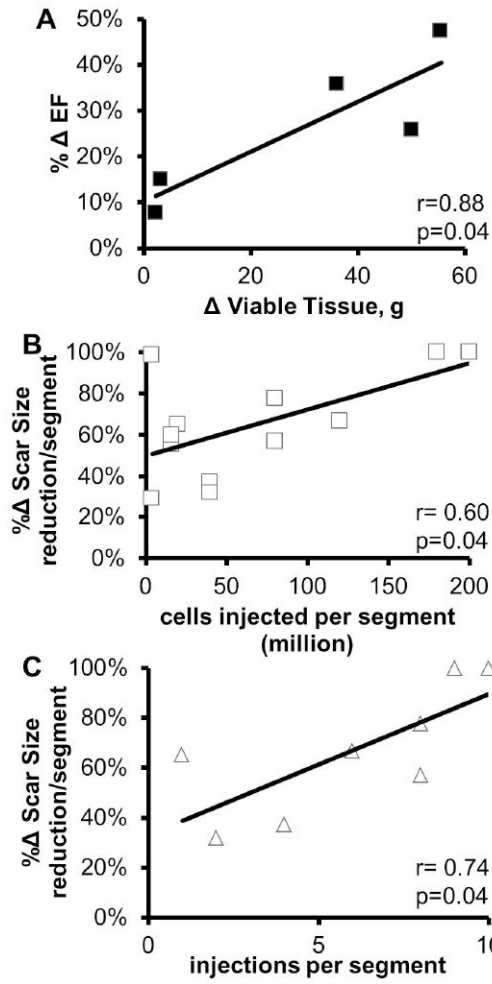 A
50%
40%
30%
20%
10%
0%
% Δ EF
r=0.88
p=0.04
0 20 40 60
Δ Viable Tissue, g
B
100%
80%
60%
40%
20%
0%
%Δ Scar Size
reduction/segment
r= 0.60
p=0.04
0 50 100 150 200
cells injected per segment
(million)
C
100%
80%
60%
40%
20%
0%
%Δ Scar Size
reduction/segment
r= 0.74
p=0.04
0 5 10
injections per segment